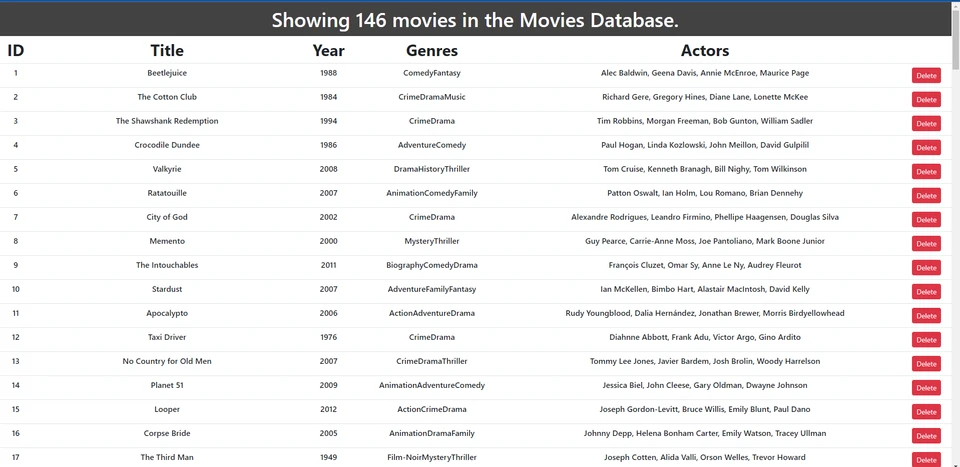 Showing 146 movies in the Movies Database.
ID Title Year Genres Actors
1 Beetlejuice 1988 ComedyFantasy Alec Baldwin, Geena Davis, Annie McEnroe, Maurice Page Delete
2 The Cotton Club 1984 CrimeDramaMusic Richard Gere, Gregory Hines, Diane Lane, Lonette McKee Delete
3 The Shawshank Redemption 1994 CrimeDrama Tim Robbins, Morgan Freeman, Bob Gunton, William Sadler Delete
4 Crocodile Dundee 1986 AdventureComedy Paul Hogan, Linda Kozlowski, John Meillon, David Gulpilil Delete
5 Valkyrie 2008 DramaHistoryThriller Tom Cruise, Kenneth Branagh, Bill Nighy, Tom Wilkinson Delete
6 Ratatouille 2007 AnimationComedyFamily Patton Oswalt, Ian Holm, Lou Romano, Brian Dennehy Delete
7 City of God 2002 CrimeDrama Alexandre Rodrigues, Leandro Firmino, Phellipe Haagensen, Douglas Silva Delete
8 Memento 2000 MysteryThriller Guy Pearce, Carrie-Anne Moss, Joe Pantoliano, Mark Boone Junior Delete
9 The Intouchables 2011 BiographyComedyDrama François Cluzet, Omar Sy, Anne Le Ny, Audrey Fleurot Delete
10 Stardust 2007 AdventureFamilyFantasy Ian McKellen, Bimbo Hart, Alastair MacIntosh, David Kelly Delete
11 Apocalypto 2006 ActionAdventureDrama Rudy Youngblood, Dalia Hernández, Jonathan Brewer, Morris Birdyellowhead Delete
12 Taxi Driver 1976 CrimeDrama Diahnne Abbott, Frank Adu, Victor Argo, Gino Ardito Delete
13 No Country for Old Men 2007 CrimeDramaThriller Tommy Lee Jones, Javier Bardem, Josh Brolin, Woody Harrelson Delete
14 Planet 51 2009 AnimationAdventureComedy Jessica Biel, John Cleese, Gary Oldman, Dwayne Johnson Delete
15 Looper 2012 ActionCrimeDrama Joseph Gordon-Levitt, Bruce Willis, Emily Blunt, Paul Dano Delete
16 Corpse Bride 2005 AnimationDramaFamily Johnny Depp, Helena Bonham Carter, Emily Watson, Tracey Ullman Delete
17 The Third Man 1949 Film-NoirMysteryThriller Joseph Cotten, Alida Valli, Orson Welles, Trevor Howard Delete